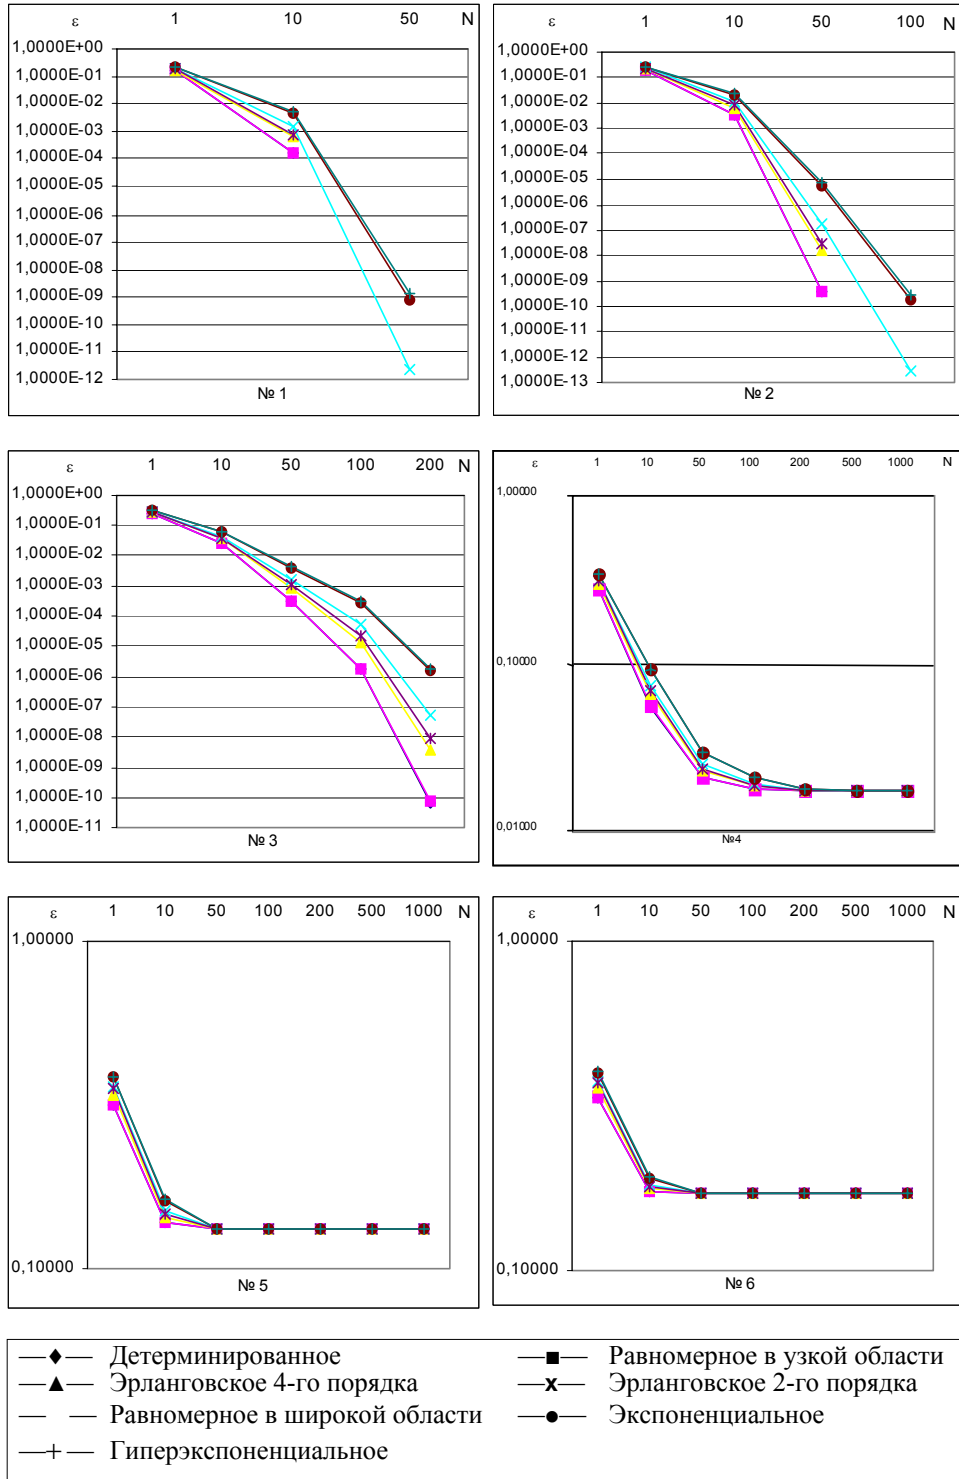 ε 1 10 50 N
1,0000E+00
1,0000E-01
1,0000E-02
1,0000E-03
1,0000E-04
1,0000E-05
1,0000E-06
1,0000E-07
1,0000E-08
1,0000E-09
1,0000E-10
1,0000E-11
1,0000E-12
№ 1
ε 1 10 50 100 N
1,0000E+00
1,0000E-01
1,0000E-02
1,0000E-03
1,0000E-04
1,0000E-05
1,0000E-06
1,0000E-07
1,0000E-08
1,0000E-09
1,0000E-10
1,0000E-11
1,0000E-12
1,0000E-13
№ 2
ε 1 10 50 100 200 N
1,0000E+00
1,0000E-01
1,0000E-02
1,0000E-03
1,0000E-04
1,0000E-05
1,0000E-06
1,0000E-07
1,0000E-08
1,0000E-09
1,0000E-10
1,0000E-11
№ 3
ε 1 10 50 100 200 500 1000 N
1,00000
0,10000
0,01000
№4
ε 1 10 50 100 200 500 1000 N
1,00000
0,10000
№ 5
ε 1 10 50 100 200 500 1000 N
1,00000
0,10000
№ 6
Детерминированное
Равномерное в узкой области
Эрланговское 4-го порядка
Эрланговское 2-го порядка
Равномерное в широкой области
Экспоненциальное
Гиперэкспоненциальное